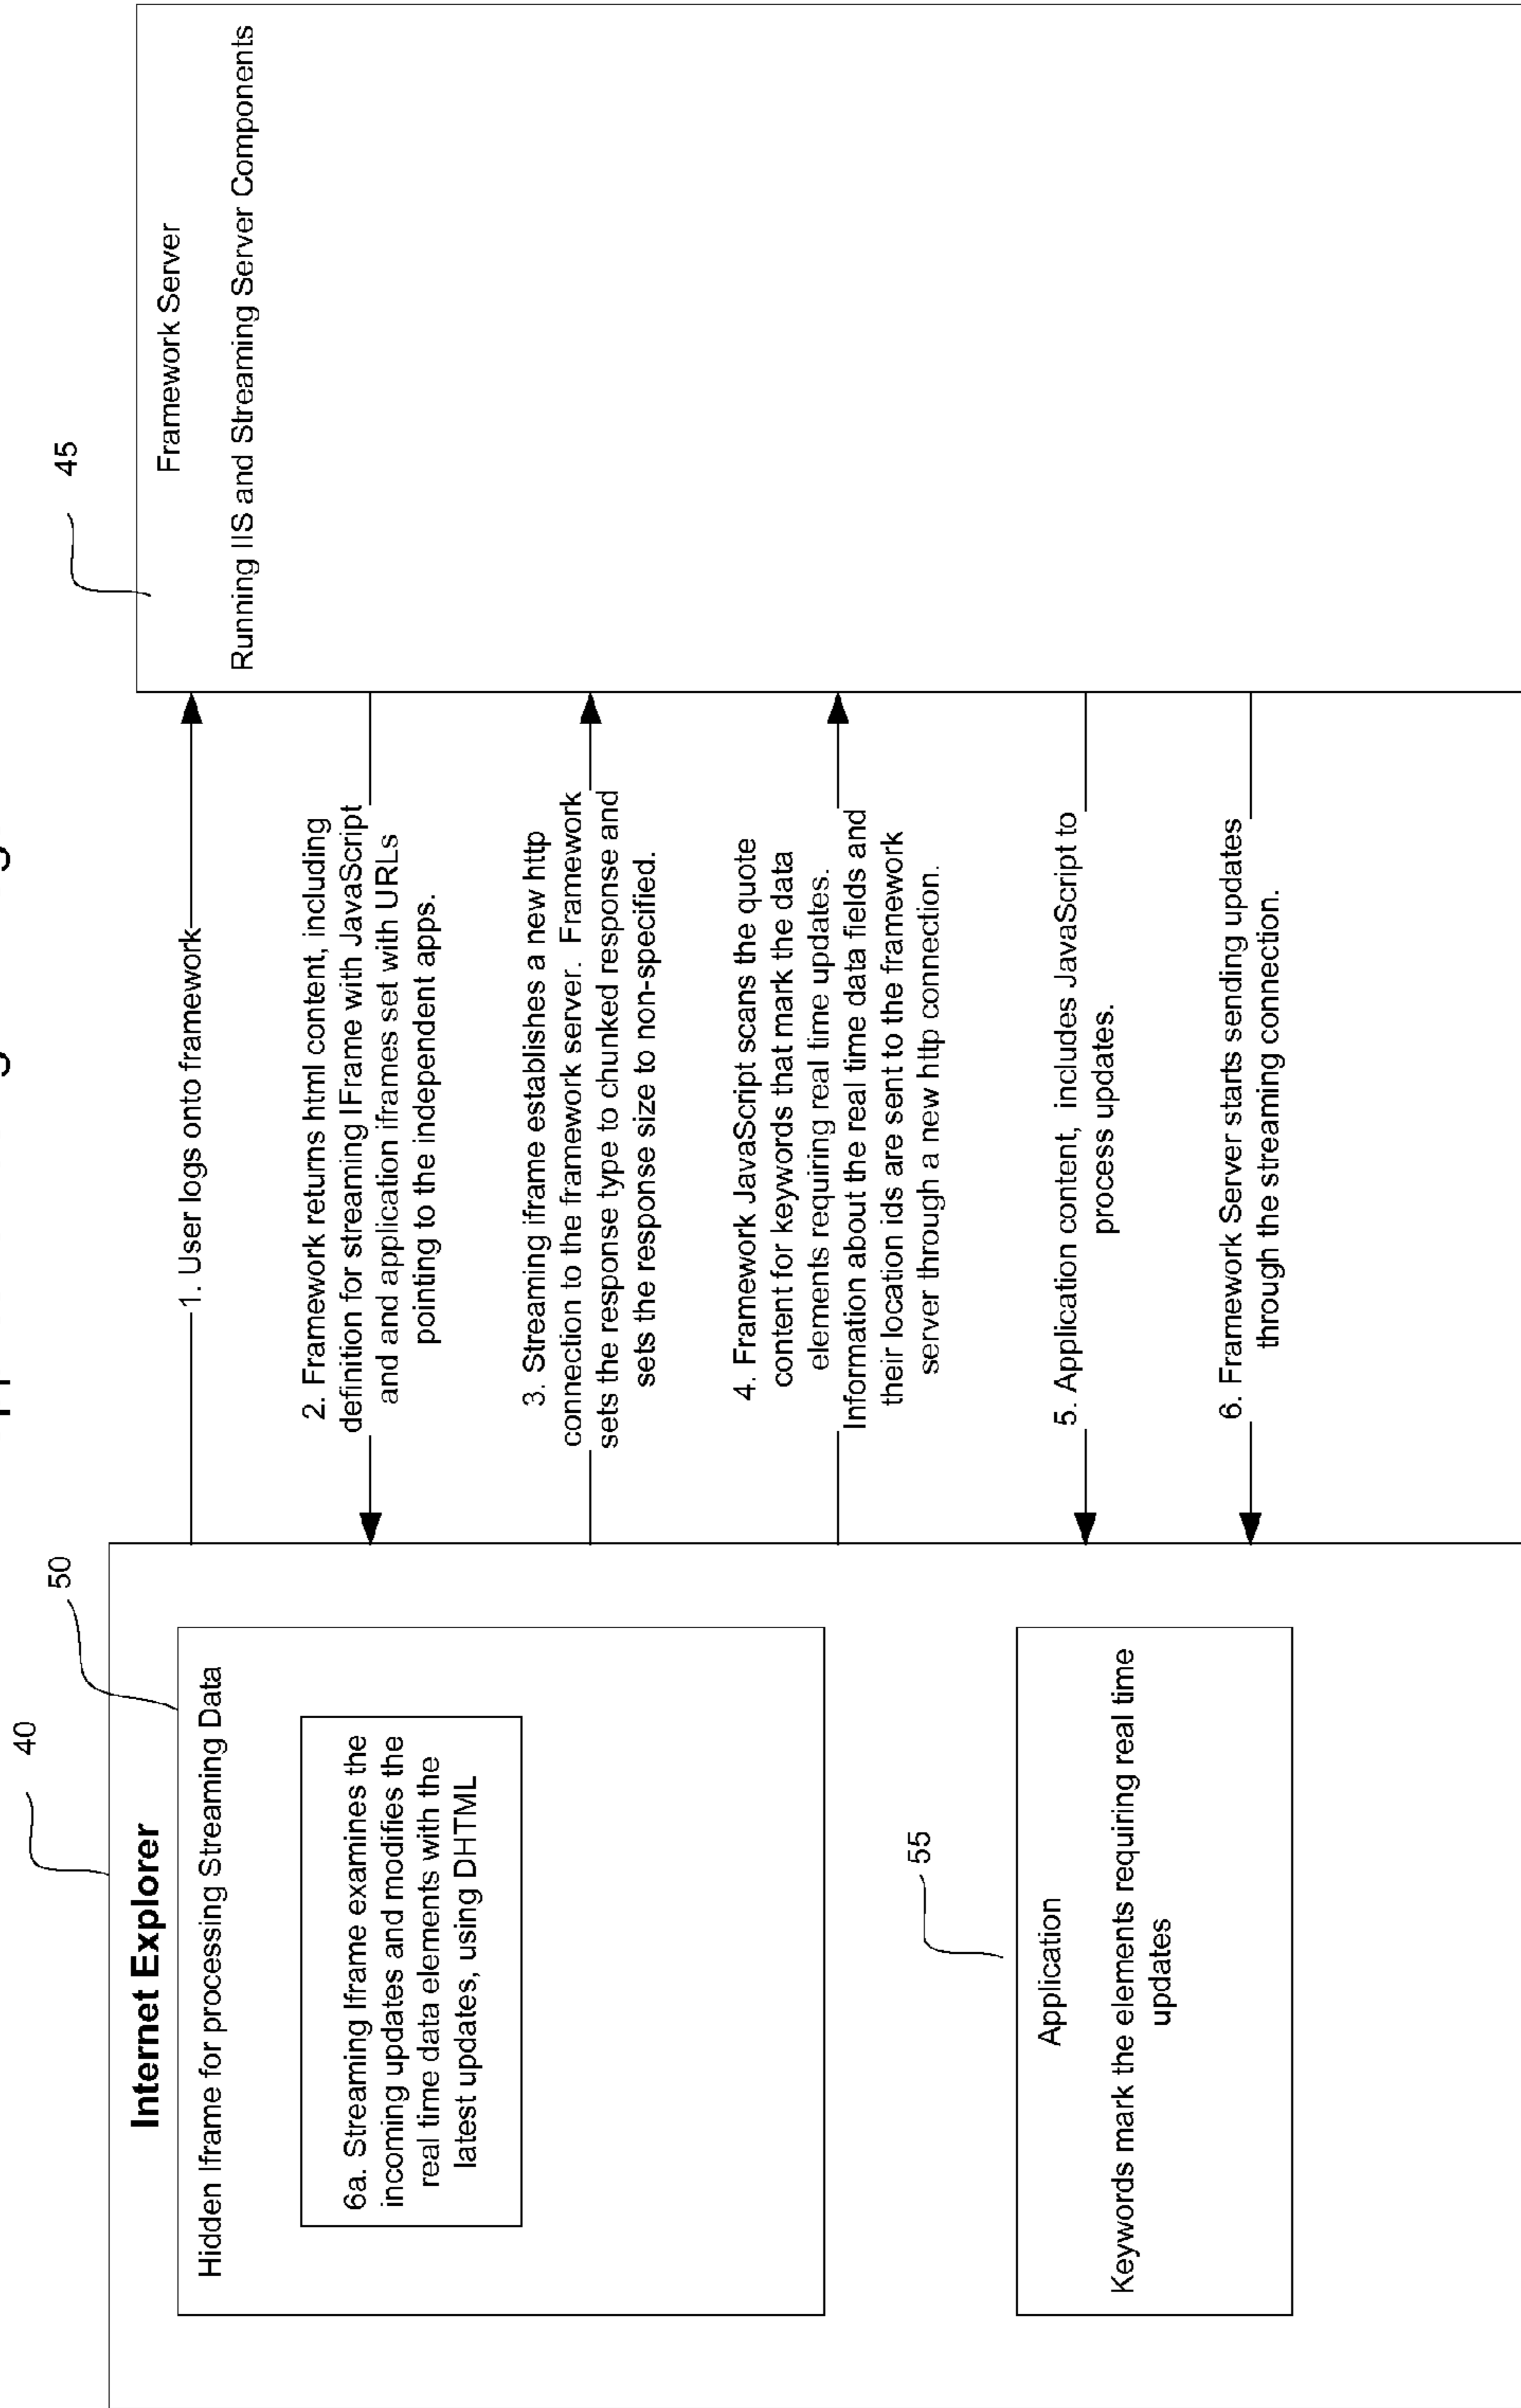 40
50
45
Internet Explorer
Hidden Iframe for processing Streaming Data
6a. Streaming Iframe examines the
incoming updates and modifies the
real time data elements with the
latest updates, using DHTML
55
Application
Keywords mark the elements requiring real time
updates
1. User logs onto framework
2. Framework returns html content, including
definition for streaming IFrame with JavaScript
and and application iframes set with URLs
pointing to the independent apps.
3. Streaming iframe establishes a new http
connection to the framework server. Framework
sets the response type to chunked response and
sets the response size to non-specified.
4. Framework JavaScript scans the quote
content for keywords that mark the data
elements requiring real time updates.
Information about the real time data fields and
their location ids are sent to the framework
server through a new http connection.
5. Application content, includes JavaScript to
process updates.
6. Framework Server starts sending updates
through the streaming connection.
Framework Server
Running IIS and Streaming Server Components